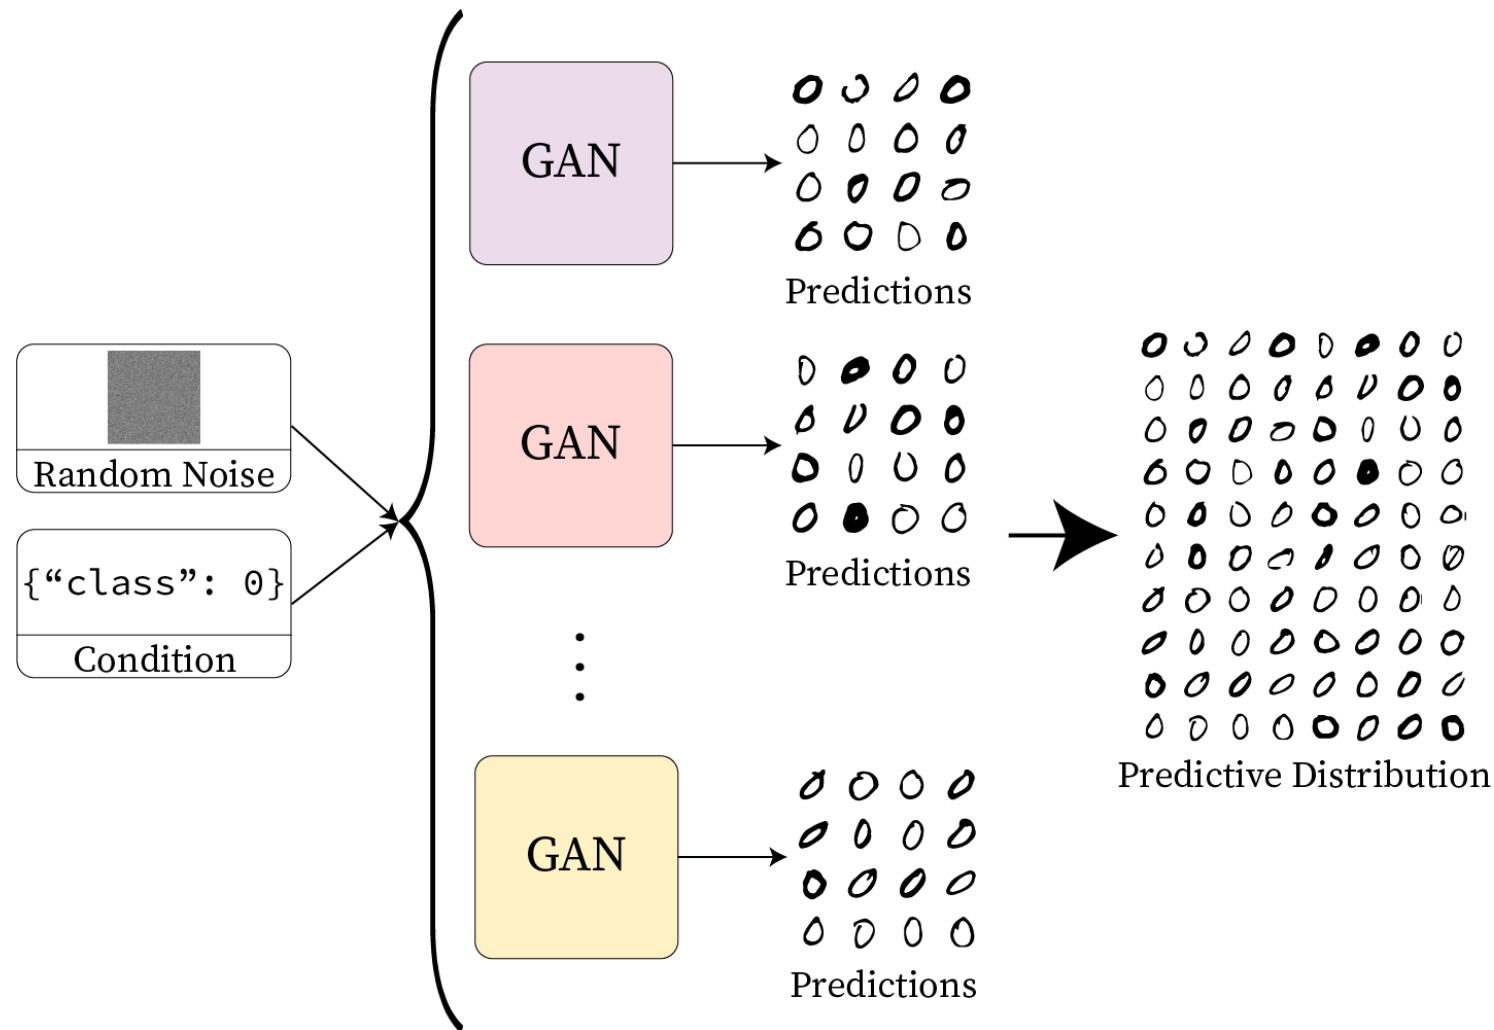 Random Noise
{“class”: 0}
Condition
GAN
Predictions
GAN
Predictions
GAN
Predictions
Predictive Distribution